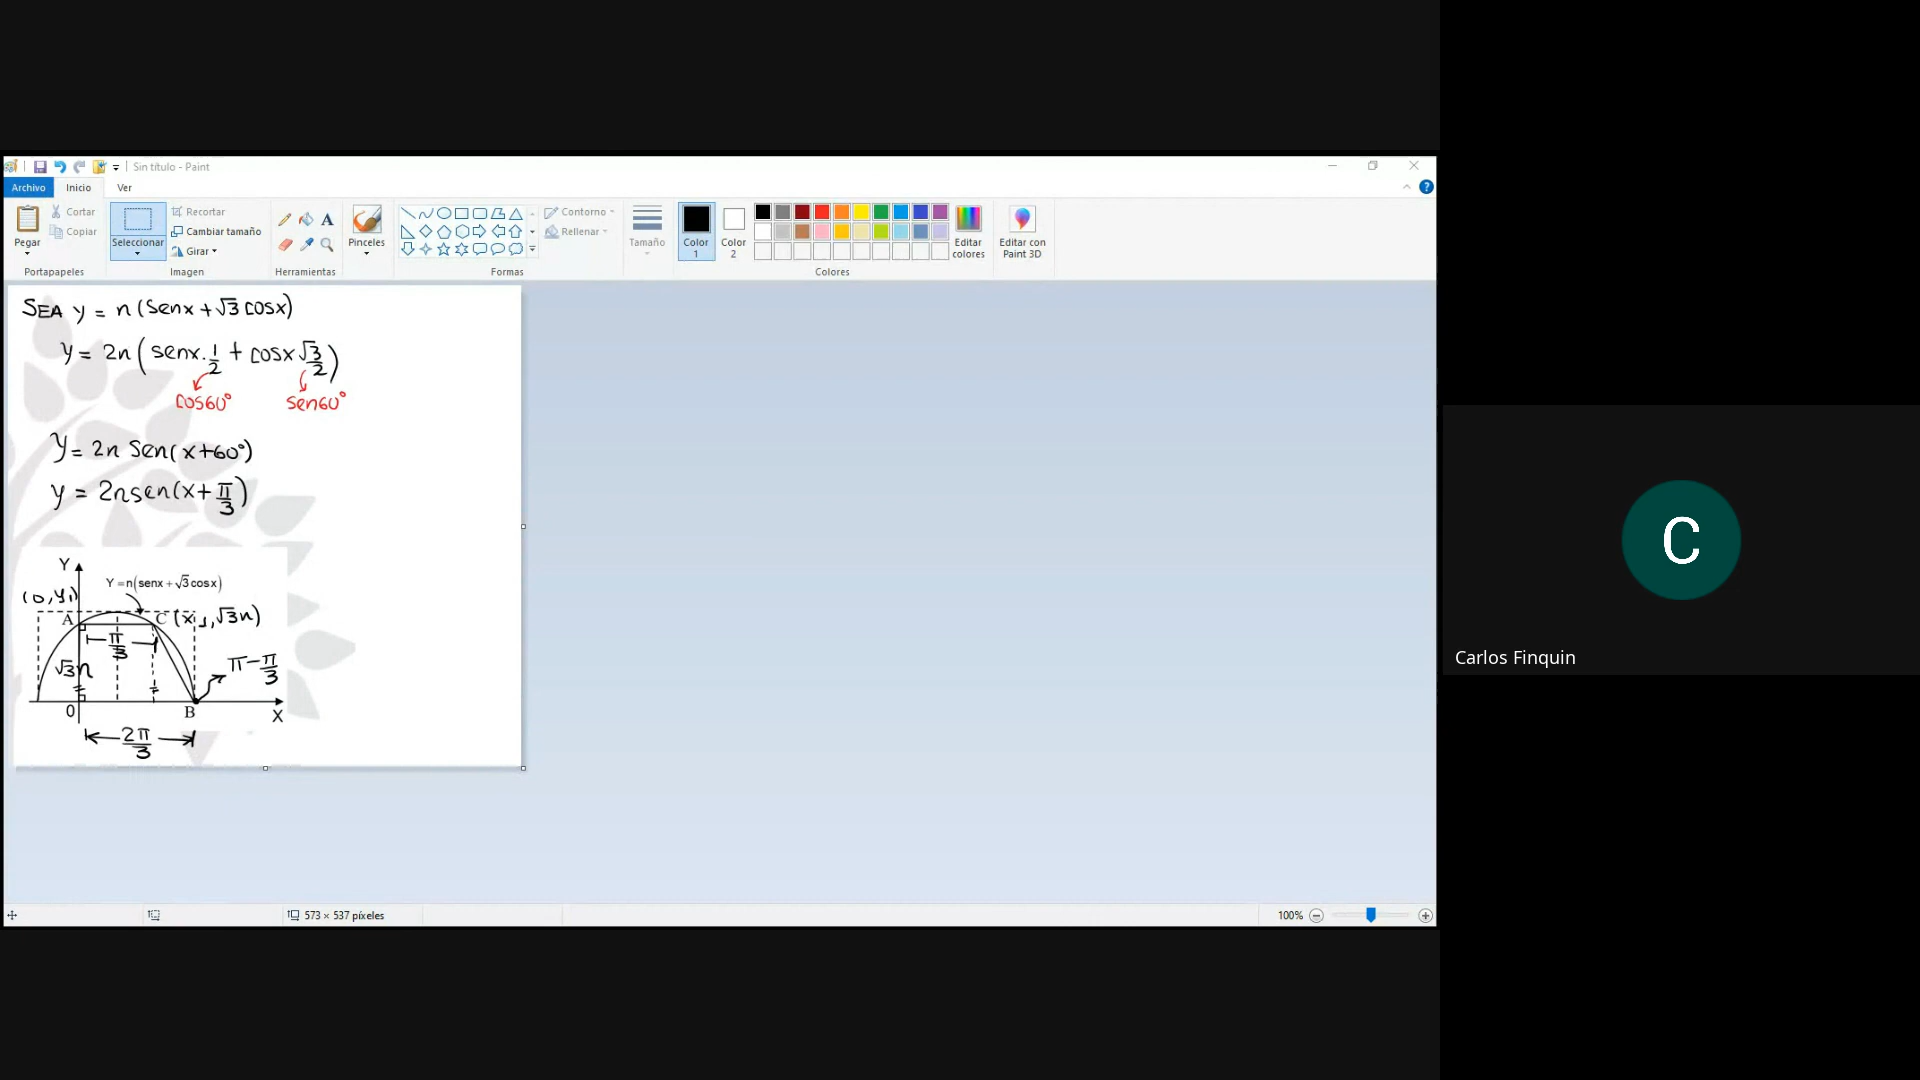 Sin título - Paint
Archivo Inicio Ver
Pegar
Cortar
Copiar
Portapapeles
Seleccionar
Recortar
Cambiar tamaño
Girar
Imagen
A
Herramientas
Pinceles
Contorno
Rellenar
Formas
Tamaño
Color 1
Color 2
Editar colores
Colores
Editar con Paint 3D
SEA y = n(senx + √3 cosx)
y = 2n(senx.1/2 + cosx √3/2)
cos60° sen60°
y = 2n sen(x+60°)
y = 2nsen(x+π/3)
Y
Y=n(senx+√3cosx)
(0,y1)
A
C (x1,√3n)
π/3
√3n
π-π/3
0
B
X
2π/3
573 × 537 píxeles
100%
C
Carlos Finquin